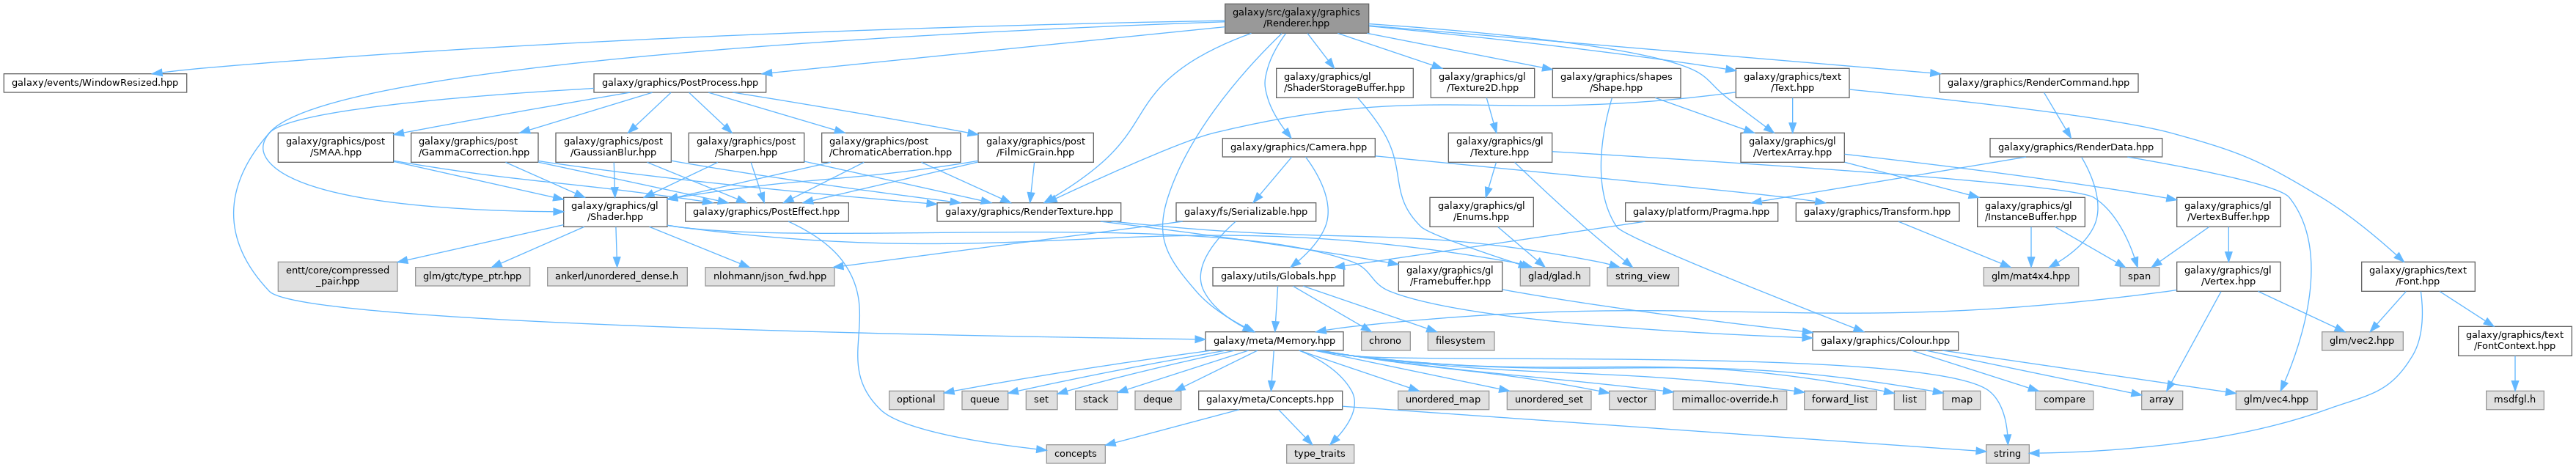 galaxy/src/galaxy/graphics
/Renderer.hpp
galaxy/events/WindowResized.hpp
galaxy/graphics/PostProcess.hpp
galaxy/graphics/gl
/ShaderStorageBuffer.hpp
galaxy/graphics/gl
/Texture2D.hpp
galaxy/graphics/shapes
/Shape.hpp
galaxy/graphics/text
/Text.hpp
galaxy/graphics/RenderCommand.hpp
galaxy/graphics/post
/SMAA.hpp
galaxy/graphics/post
/GammaCorrection.hpp
galaxy/graphics/post
/GaussianBlur.hpp
galaxy/graphics/post
/Sharpen.hpp
galaxy/graphics/post
/ChromaticAberration.hpp
galaxy/graphics/post
/FilmicGrain.hpp
galaxy/graphics/Camera.hpp
galaxy/graphics/gl
/Texture.hpp
galaxy/graphics/gl
/VertexArray.hpp
galaxy/graphics/RenderData.hpp
galaxy/graphics/gl
/Shader.hpp
galaxy/graphics/PostEffect.hpp
galaxy/graphics/RenderTexture.hpp
galaxy/fs/Serializable.hpp
galaxy/graphics/gl
/Enums.hpp
galaxy/platform/Pragma.hpp
galaxy/graphics/Transform.hpp
galaxy/graphics/gl
/InstanceBuffer.hpp
galaxy/graphics/gl
/VertexBuffer.hpp
entt/core/compressed
_pair.hpp
glm/gtc/type_ptr.hpp
ankerl/unordered_dense.h
nlohmann/json_fwd.hpp
galaxy/utils/Globals.hpp
galaxy/graphics/gl
/Framebuffer.hpp
glad/glad.h
string_view
glm/mat4x4.hpp
span
galaxy/graphics/gl
/Vertex.hpp
galaxy/graphics/text
/Font.hpp
galaxy/meta/Memory.hpp
chrono
filesystem
galaxy/graphics/Colour.hpp
glm/vec2.hpp
galaxy/graphics/text
/FontContext.hpp
optional
queue
set
stack
deque
galaxy/meta/Concepts.hpp
unordered_map
unordered_set
vector
mimalloc-override.h
forward_list
list
map
compare
array
glm/vec4.hpp
msdfgl.h
concepts
type_traits
string